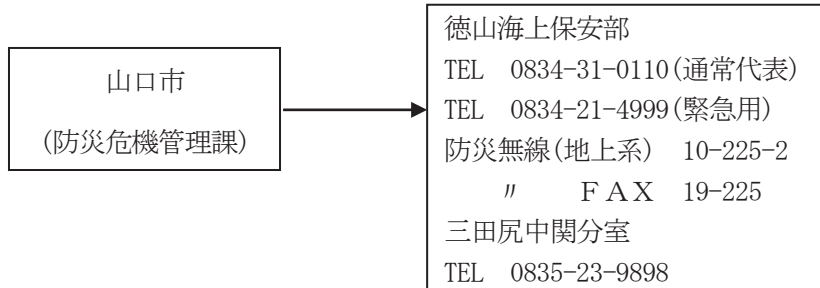 山口市
(防災危機管理課)
徳山海上保安部
TEL　0834-31-0110(通常代表)
TEL　0834-21-4999(緊急用)
防災無線(地上系)　10-225-2
〃　　ＦＡＸ　19-225
三田尻中関分室
TEL　0835-23-9898